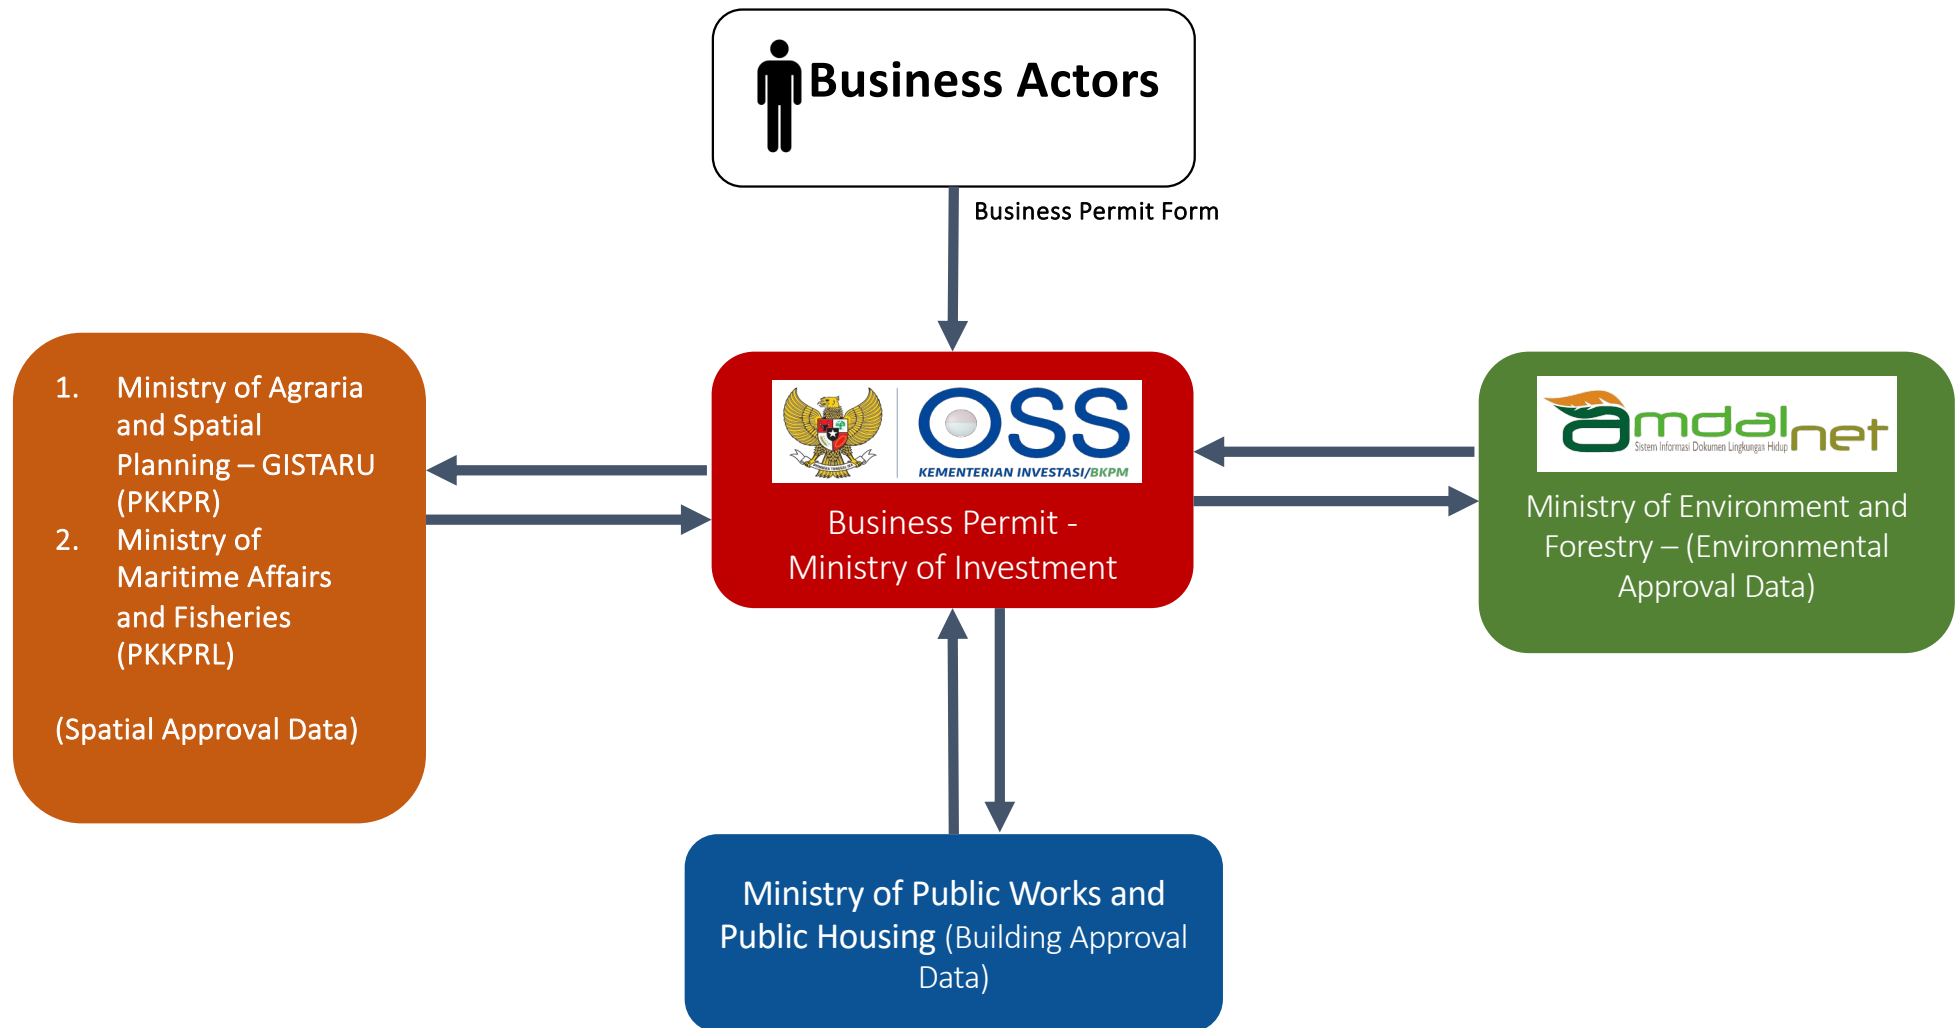 Business Actors
Business Permit Form
1. Ministry of Agraria
and Spatial
Planning – GISTARU
(PKKPR)
2. Ministry of
Maritime Affairs
and Fisheries
(PKKPRL)
(Spatial Approval Data)
OSS
KEMENTERIAN INVESTASI/BKPM
Business Permit -
Ministry of Investment
amdalnet
Sistem Informasi Dokumen Lingkungan Hidup
Ministry of Environment and
Forestry – (Environmental
Approval Data)
Ministry of Public Works and
Public Housing (Building Approval
Data)